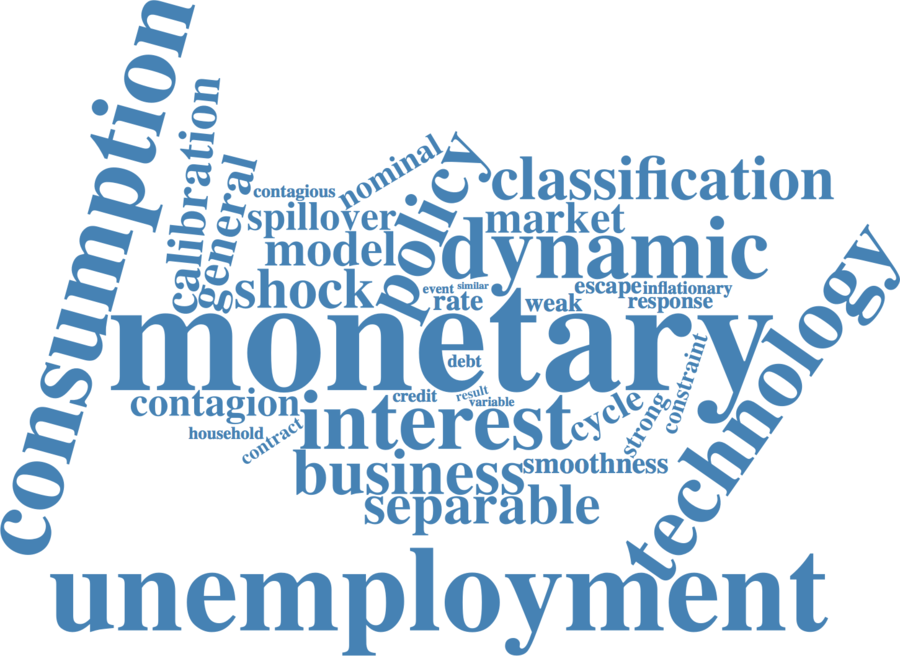 consumption
calibration
general
contagious
nominal
policy
classification
spillover
market
model
dynamic
technology
shock
event
similar
rate
weak
escape
inflationary
response
monetary
debt
constraint
contagion
credit
result
variable
interest
cycle
strong
household
contract
business
smoothness
separable
unemployment